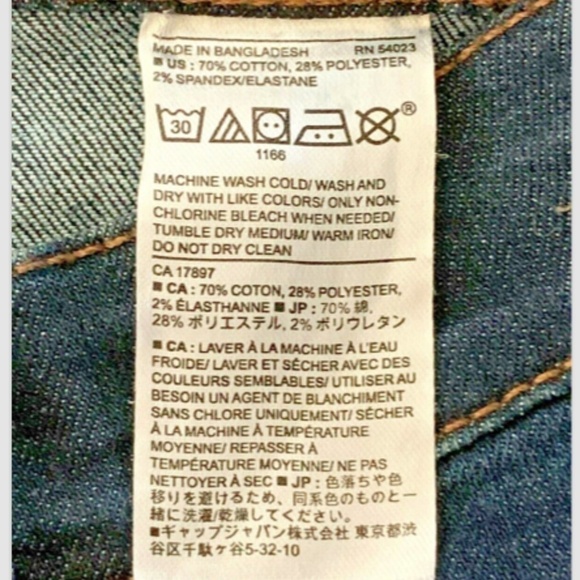 MADE IN BANGLADESH RN 54023
■ US : 70% COTTON, 28% POLYESTER,
2% SPANDEX/ELASTANE
30 ®
1166
MACHINE WASH COLD/ WASH AND
DRY WITH LIKE COLORS/ ONLY NON-
CHLORINE BLEACH WHEN NEEDED/
TUMBLE DRY MEDIUM/ WARM IRON/
DO NOT DRY CLEAN
CA 17897
■ CA : 70% COTON, 28% POLYESTER,
2% ÉLASTHANNE ■ JP : 70% 綿,
28% ポリエステル, 2% ポリウレタン
■ CA : LAVER À LA MACHINE À L'EAU
FROIDE/ LAVER ET SÉCHER AVEC DES
COULEURS SEMBLABLES/ UTILISER AU
BESOIN UN AGENT DE BLANCHIMENT
SANS CHLORE UNIQUEMENT/ SÉCHER
À LA MACHINE À TEMPÉRATURE
MOYENNE/ REPASSER À
TEMPÉRATURE MOYENNE/ NE PAS
NETTOYER À SEC ■ JP : 色落ちや色
移りを避けるため、同系色のものと一
緒に洗濯/乾燥してください。
■ギャップジャパン株式会社 東京都渋
谷区千駄ヶ谷5-32-10